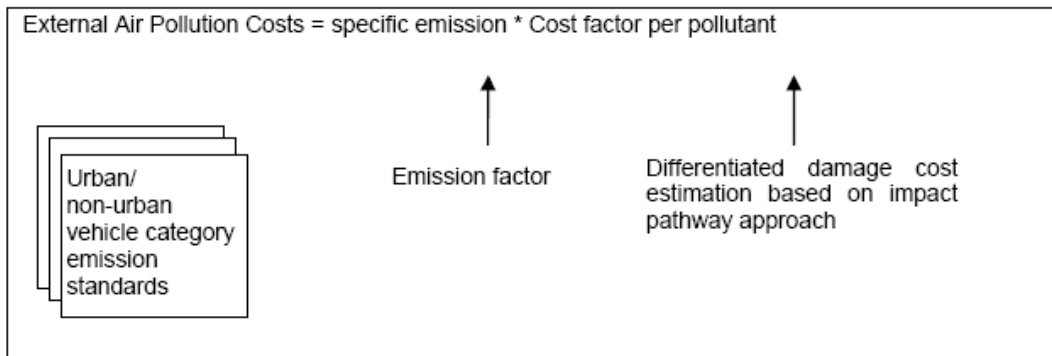 External Air Pollution Costs = specific emission * Cost factor per pollutant
Urban/
non-urban
vehicle category
emission
standards
Emission factor
Differentiated damage cost
estimation based on impact
pathway approach